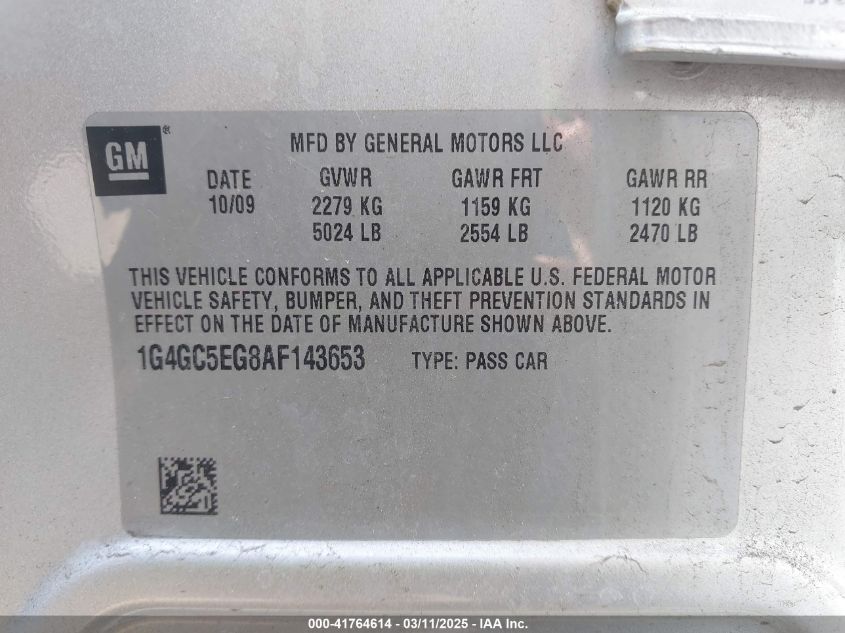 GM®
MFD BY GENERAL MOTORS LLC
DATE GVWR GAWR FRT GAWR RR
10/09 2279 KG 1159 KG 1120 KG
5024 LB 2554 LB 2470 LB
THIS VEHICLE CONFORMS TO ALL APPLICABLE U.S. FEDERAL MOTOR
VEHICLE SAFETY, BUMPER, AND THEFT PREVENTION STANDARDS IN
EFFECT ON THE DATE OF MANUFACTURE SHOWN ABOVE.
1G4GC5EG8AF143653 TYPE: PASS CAR
000-41764614 - 03/11/2025 - IAA Inc.